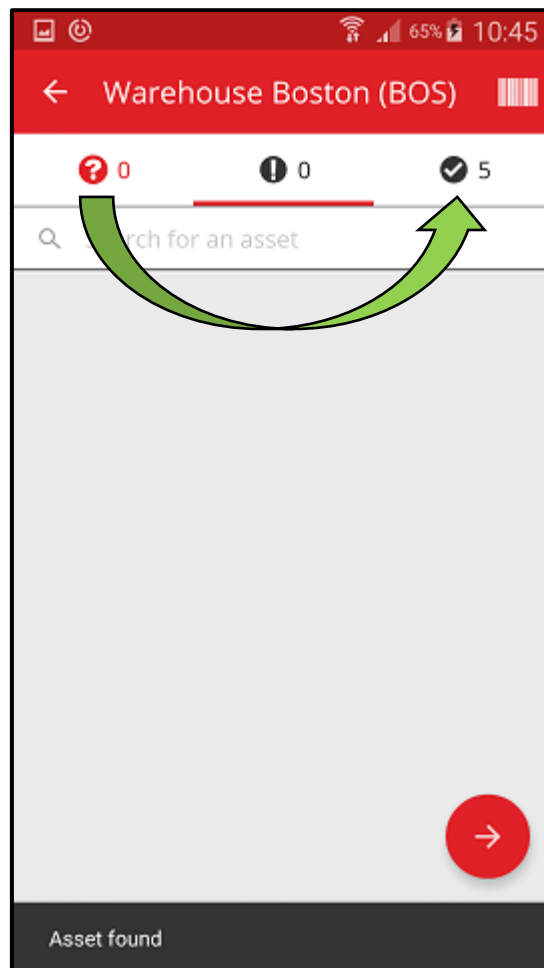 65% 10:45
Warehouse Boston (BOS)
0 0 5
rch for an asset
Asset found